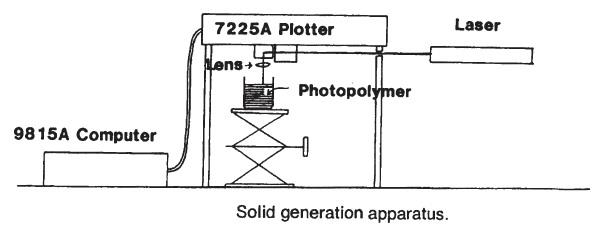 7225A Plotter
Laser
Lens
Photopolymer
9815A Computer
Solid generation apparatus.